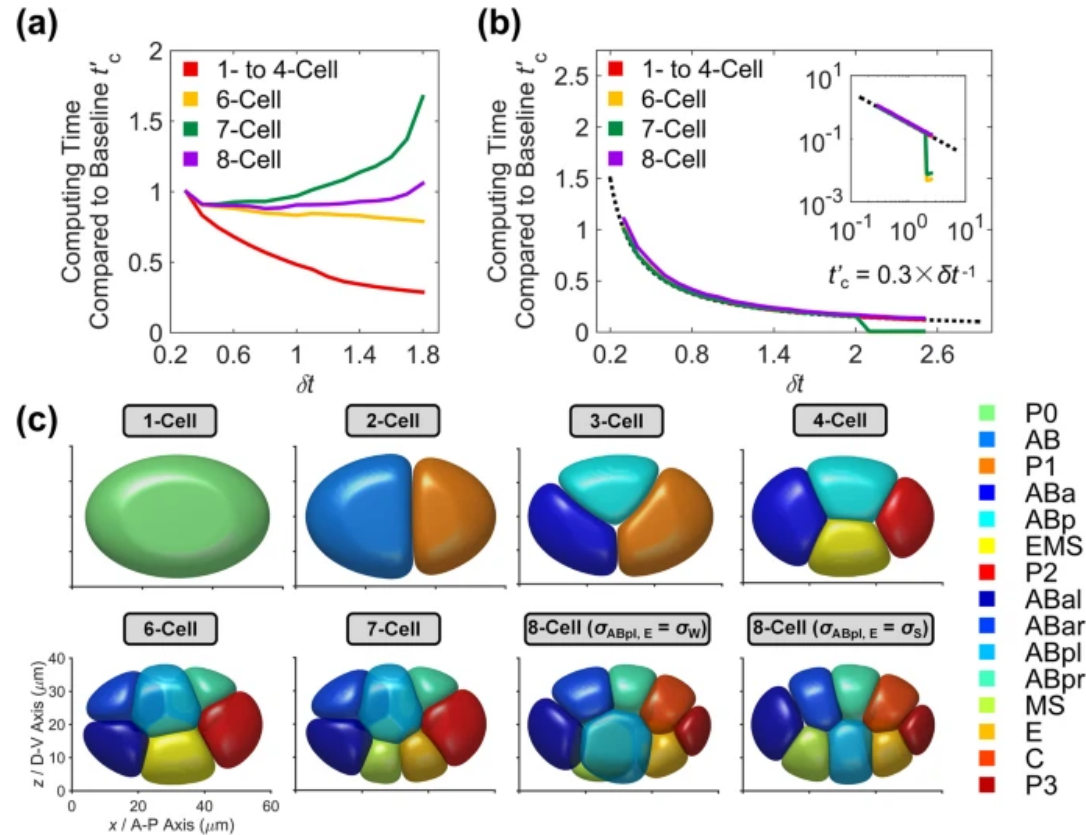 (a)
2
1.5
1
0.5
0
Computing Time
Compared to Baseline t′c
1- to 4-Cell
6-Cell
7-Cell
8-Cell
0.2 0.6 1 1.4 1.8
δt
(b)
2.5
2
1.5
1
0.5
0
Computing Time
Compared to Baseline t′c
1- to 4-Cell
6-Cell
7-Cell
8-Cell
10¹
10⁻¹
10⁻³
10⁻¹ 10⁰ 10¹
t′c = 0.3×δt⁻¹
0.2 0.8 1.4 2 2.6
δt
(c)
1-Cell 2-Cell 3-Cell 4-Cell
6-Cell 7-Cell 8-Cell (σABpl, E = σW) 8-Cell (σABpl, E = σS)
z / D-V Axis (μm)
40
30
20
10
0
0 20 40 60
x / A-P Axis (μm)
P0
AB
P1
ABa
ABp
EMS
P2
ABal
ABar
ABpl
ABpr
MS
E
C
P3